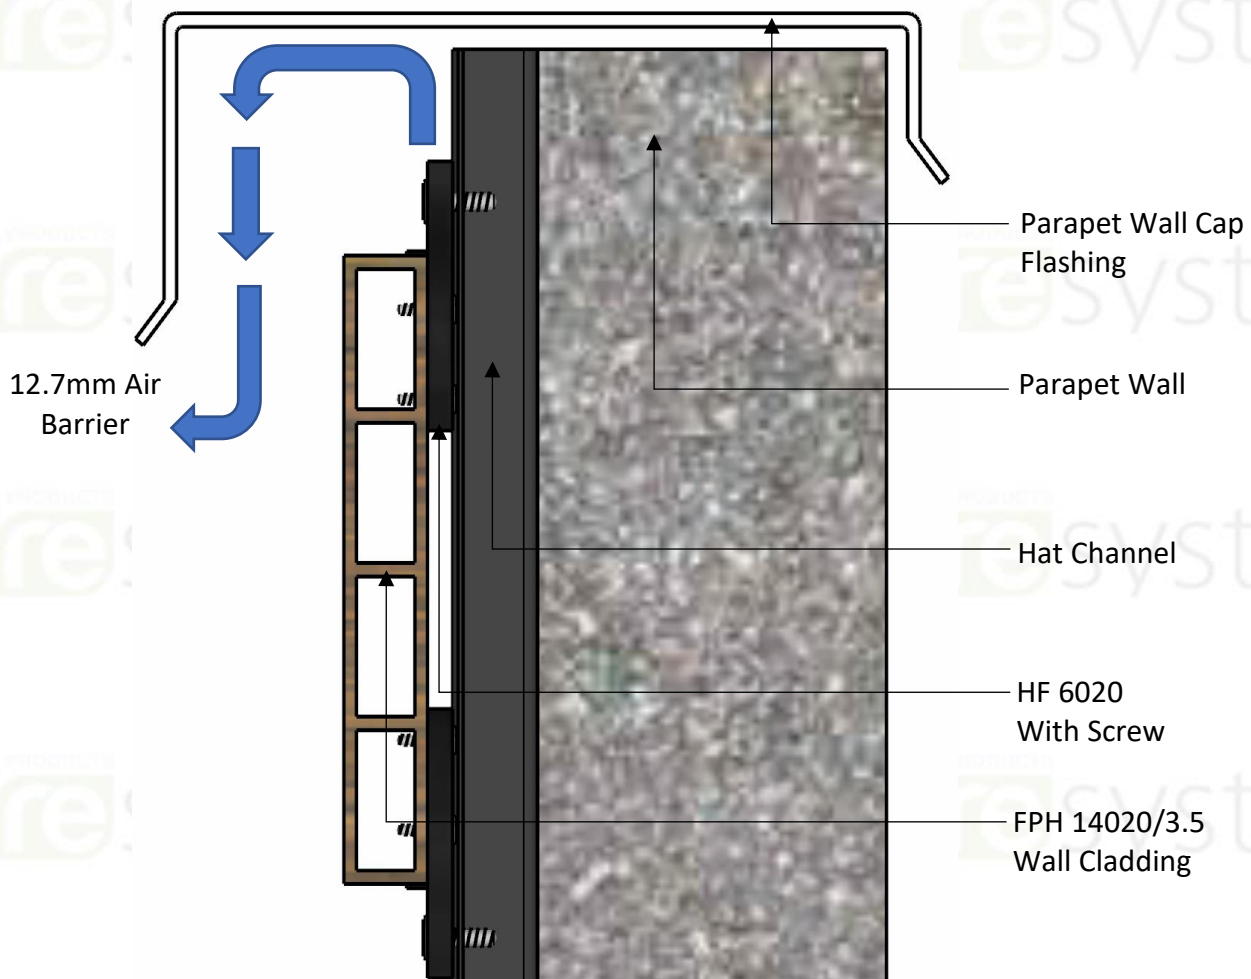 Parapet Wall Cap
Flashing
12.7mm Air
Barrier
Parapet Wall
Hat Channel
HF 6020
With Screw
FPH 14020/3.5
Wall Cladding